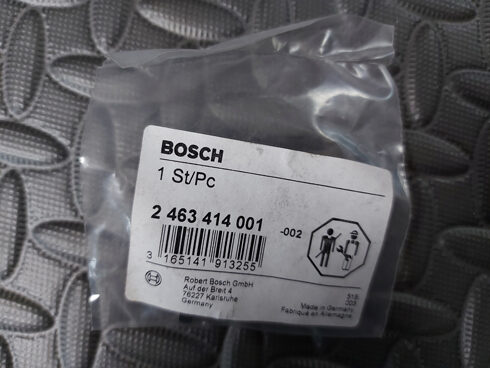 BOSCH
1 St/Pc
2 463 414 001 -002
3 165141 913255
Robert Bosch GmbH
Auf der Breit 4
76227 Karlsruhe
Germany
Made in Germany
Fabriqué en Allemagne